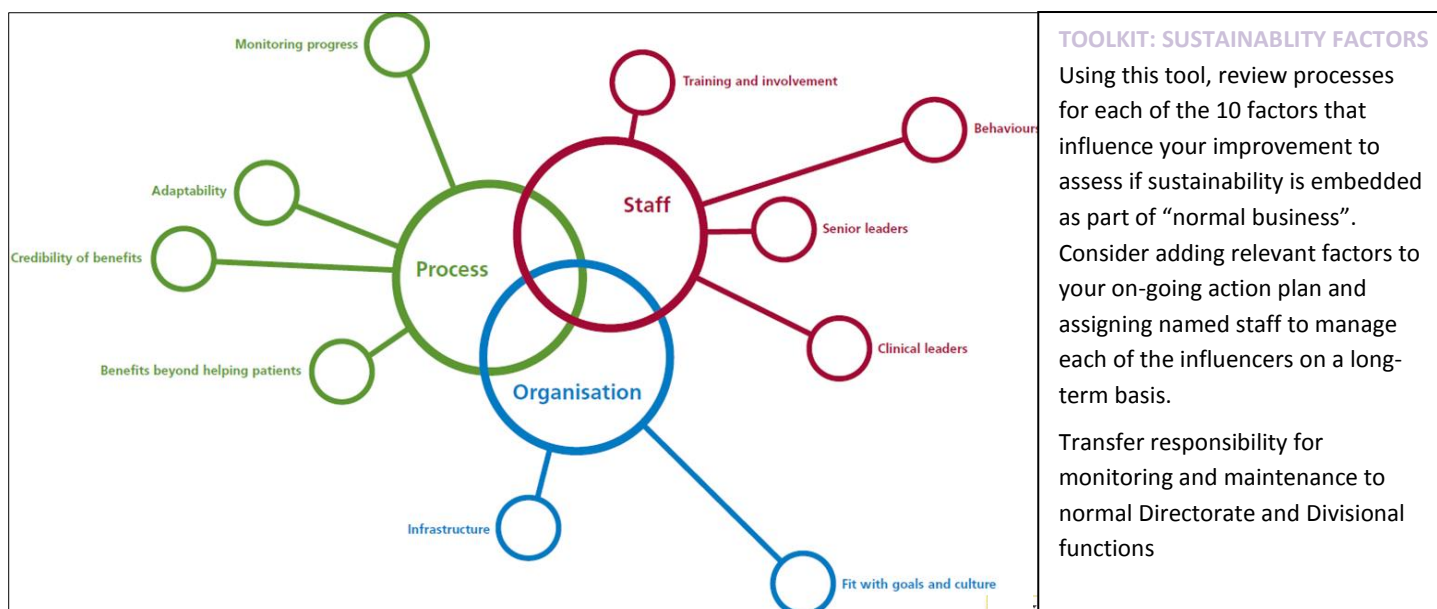 Monitoring progress
Training and involvement
Behaviours
Adaptability
Staff
Senior leaders
Credibility of benefits
Process
Clinical leaders
Benefits beyond helping patients
Organisation
Infrastructure
Fit with goals and culture
TOOLKIT: SUSTAINABLITY FACTORS
Using this tool, review processes
for each of the 10 factors that
influence your improvement to
assess if sustainability is embedded
as part of “normal business”.
Consider adding relevant factors to
your on-going action plan and
assigning named staff to manage
each of the influencers on a long-
term basis.
Transfer responsibility for
monitoring and maintenance to
normal Directorate and Divisional
functions